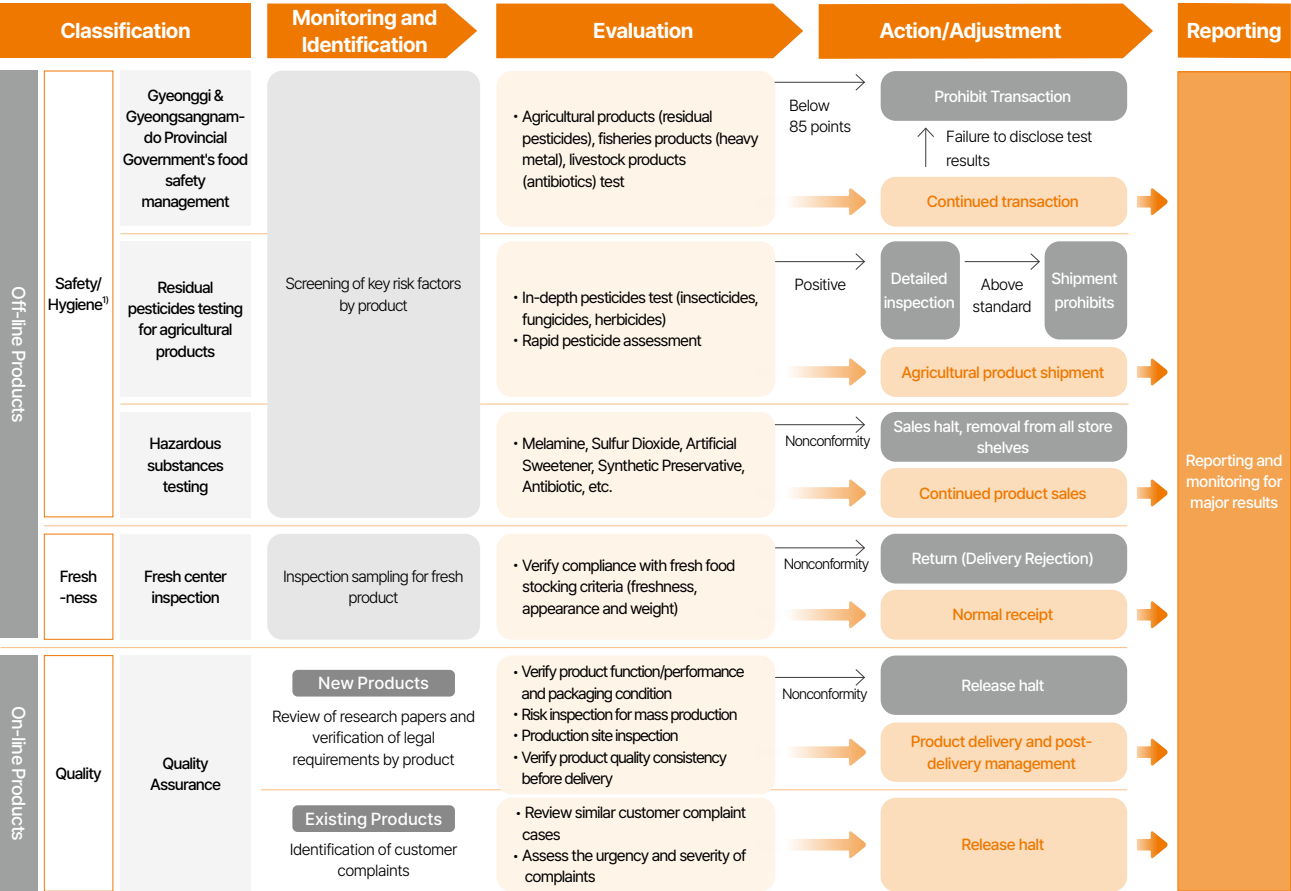 Classification
Monitoring and
Identification
Evaluation
Action/Adjustment
Reporting
Off-line Products
Safety/
Hygiene1)
Gyeonggi &
Gyeongsangnam-
do Provincial
Government's food
safety
management
Screening of key risk factors
by product
• Agricultural products (residual
pesticides), fisheries products (heavy
metal), livestock products
(antibiotics) test
Below
85 points
Prohibit Transaction
Failure to disclose test
results
Continued transaction
Residual
pesticides testing
for agricultural
products
• In-depth pesticides test (insecticides,
fungicides, herbicides)
• Rapid pesticide assessment
Positive
Detailed
inspection
Above
standard
Shipment
prohibits
Agricultural product shipment
Hazardous
substances
testing
• Melamine, Sulfur Dioxide, Artificial
Sweetener, Synthetic Preservative,
Antibiotic, etc.
Nonconformity
Sales halt, removal from all store
shelves
Continued product sales
Fresh
-ness
Fresh center
inspection
Inspection sampling for fresh
product
• Verify compliance with fresh food
stocking criteria (freshness,
appearance and weight)
Nonconformity
Return (Delivery Rejection)
Normal receipt
On-line Products
Quality
Quality
Assurance
New Products
Review of research papers and
verification of legal
requirements by product
• Verify product function/performance
and packaging condition
• Risk inspection for mass production
• Production site inspection
• Verify product quality consistency
before delivery
Nonconformity
Release halt
Product delivery and post-
delivery management
Existing Products
Identification of customer
complaints
• Review similar customer complaint
cases
• Assess the urgency and severity of
complaints
Release halt
Reporting and
monitoring for
major results